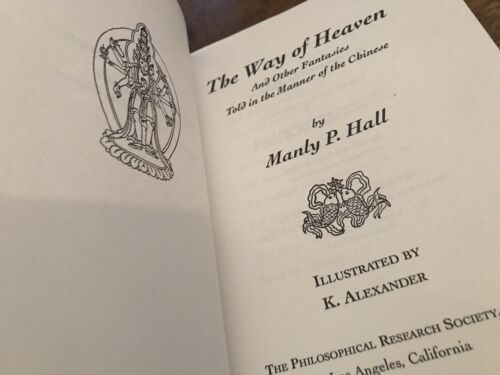 The Way of Heaven
And Other Fantasies
Told in the Manner of the Chinese
by
Manly P. Hall
Illustrated by
K. Alexander
The Philosophical Research Society,
Los Angeles, California